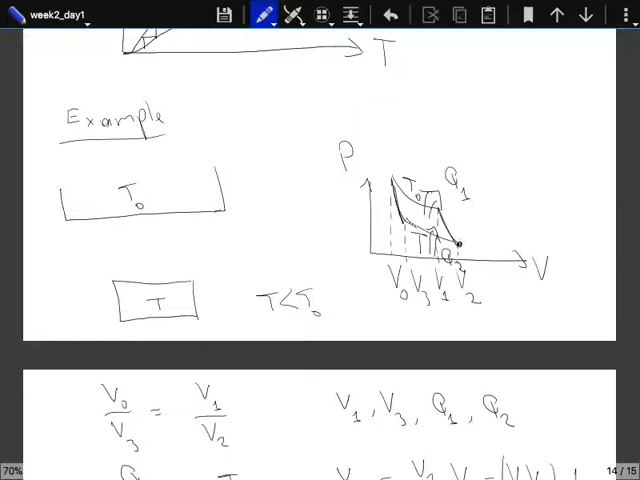 week2_day1
T
Example
T₀
P
T₀
Q₁
T
Q₂
V₀ V₃ V₁ V₂
V
T
T<T₀
V₀/V₃ = V₁/V₂
V₁, V₃, Q₁, Q₂
70%
14 / 15